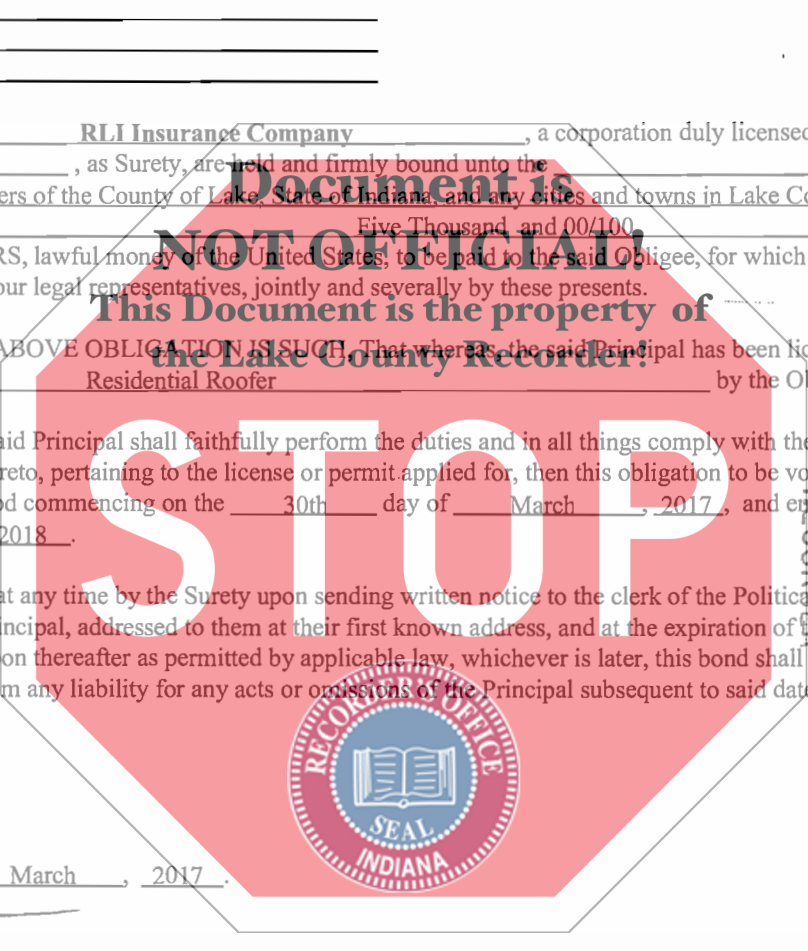 RLI Insurance Company , a corporation duly licensed
, as Surety, are held and firmly bound unto the
ers of the County of Lake, State of Indiana, and any cities and towns in Lake Co
Five Thousand and 00/100
RS, lawful money of the United States, to be paid to the said Obligee, for which
our legal representatives, jointly and severally by these presents.
Document is
NOT OFFICIAL!
This Document is the property of
the Lake County Recorder!
ABOVE OBLIGATION IS SUCH, That whereas, the said Principal has been lic
Residential Roofer by the Ob
STOP
aid Principal shall faithfully perform the duties and in all things comply with the
reto, pertaining to the license or permit applied for, then this obligation to be vo
od commencing on the 30th day of March , 2017 , and en
2018 .
at any time by the Surety upon sending written notice to the clerk of the Politica
incipal, addressed to them at their first known address, and at the expiration of
on thereafter as permitted by applicable law, whichever is later, this bond shall
m any liability for any acts or omissions of the Principal subsequent to said date
RECORDER'S OFFICE
SEAL
INDIANA
March , 2017 .